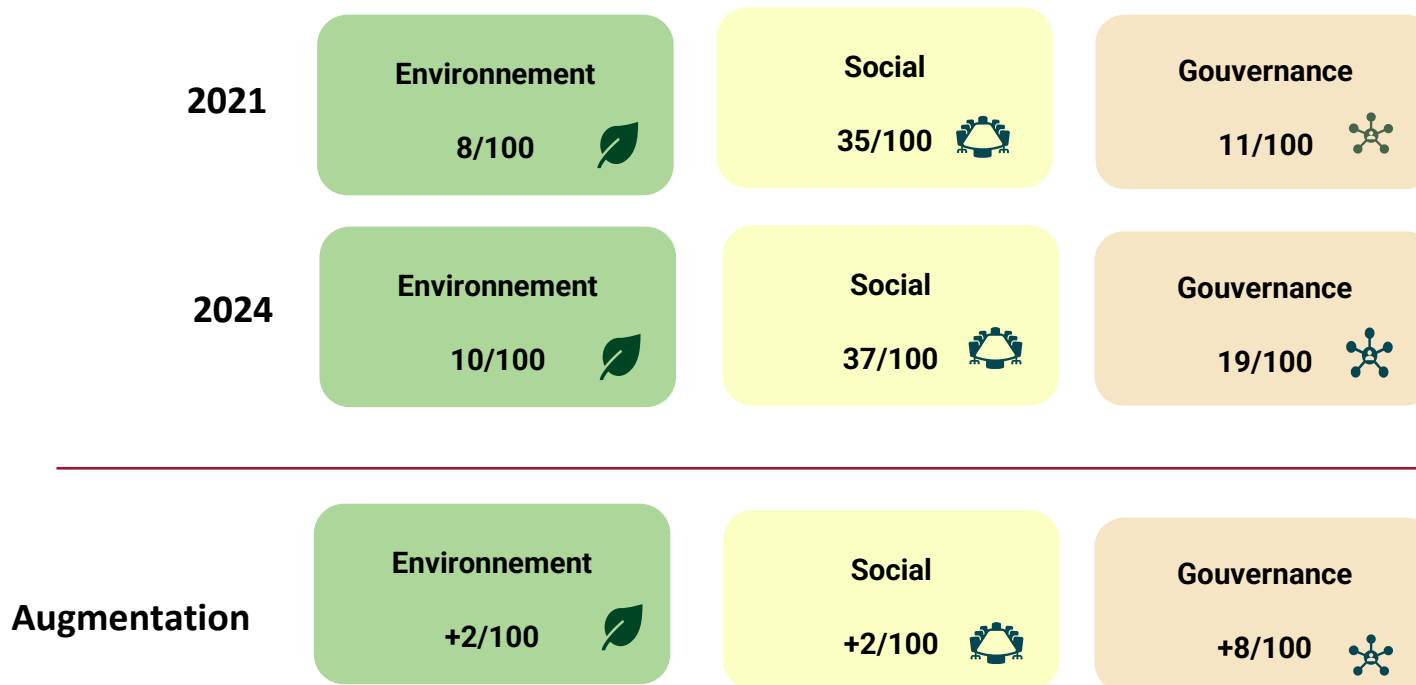 2021
Environnement
8/100
Social
35/100
Gouvernance
11/100
2024
Environnement
10/100
Social
37/100
Gouvernance
19/100
Augmentation
Environnement
+2/100
Social
+2/100
Gouvernance
+8/100